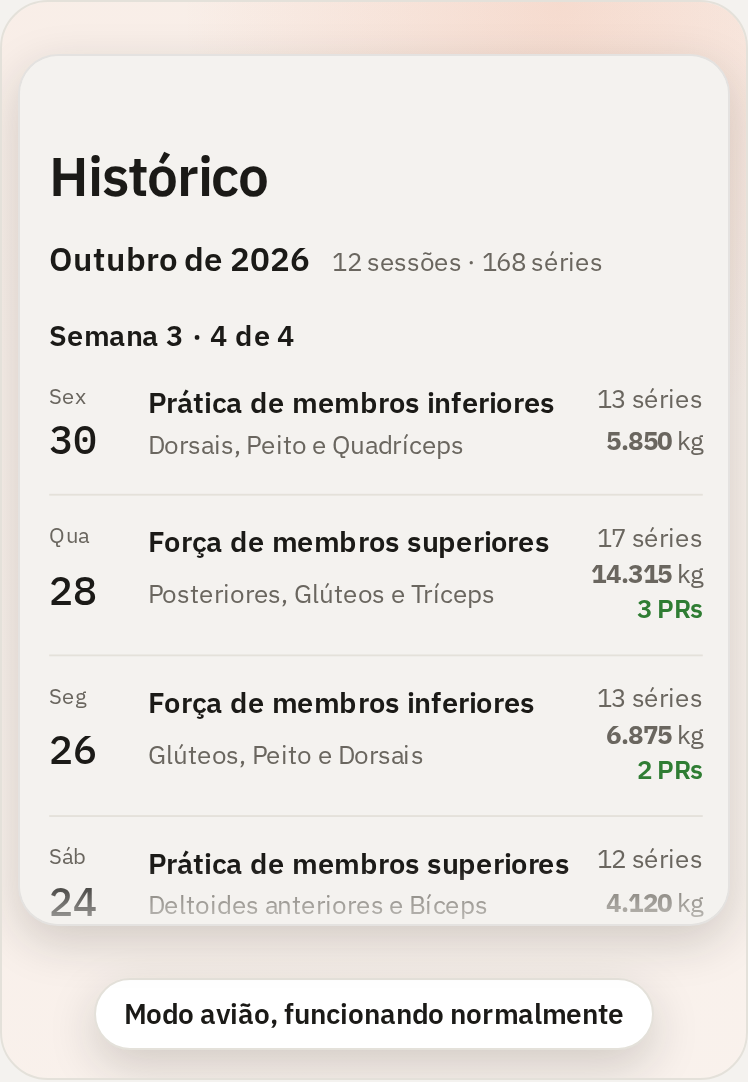 Histórico
Outubro de 2026 12 sessões · 168 séries
Semana 3 · 4 de 4
Sex
30
Prática de membros inferiores
Dorsais, Peito e Quadríceps
13 séries
5.850 kg
Qua
28
Força de membros superiores
Posteriores, Glúteos e Tríceps
17 séries
14.315 kg
3 PRs
Seg
26
Força de membros inferiores
Glúteos, Peito e Dorsais
13 séries
6.875 kg
2 PRs
Sáb
24
Prática de membros superiores
Deltoides anteriores e Bíceps
12 séries
4.120 kg
Modo avião, funcionando normalmente